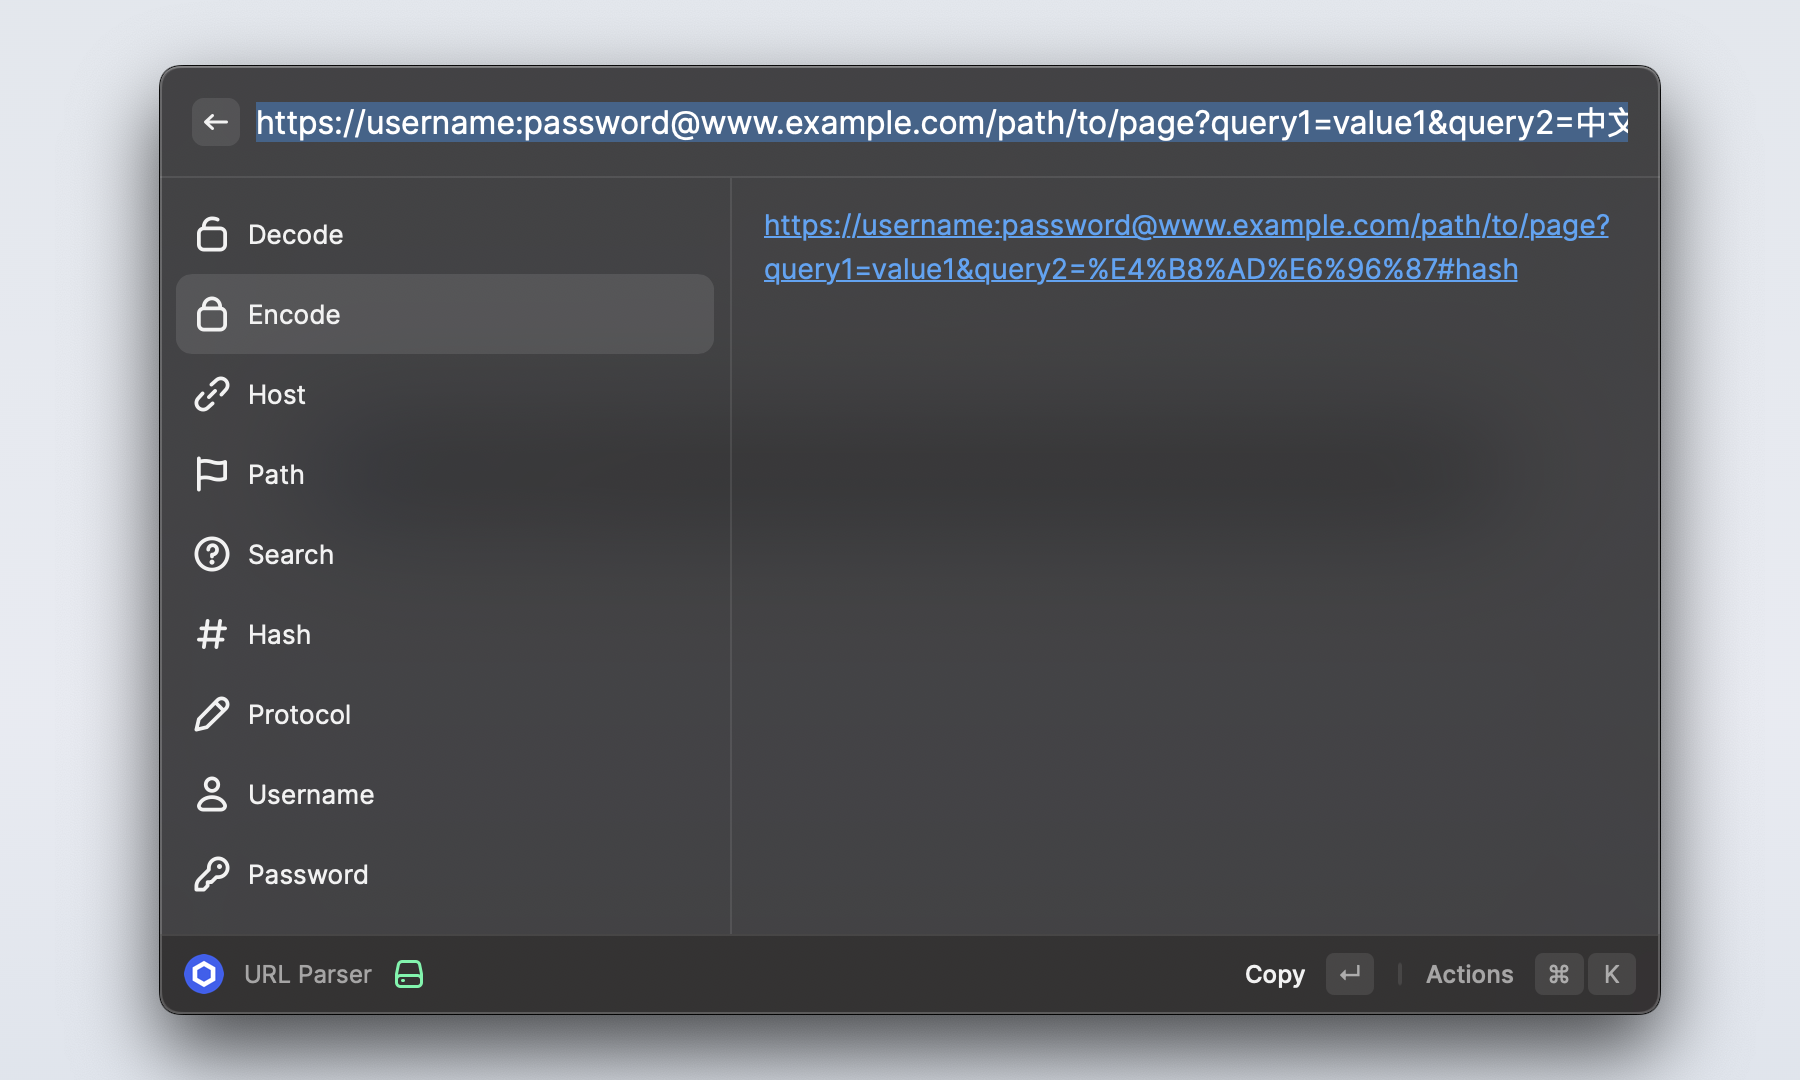 https://username:password@www.example.com/path/to/page?query1=value1&query2=中文
Decode
Encode
Host
Path
Search
Hash
Protocol
Username
Password
https://username:password@www.example.com/path/to/page?
query1=value1&query2=%E4%B8%AD%E6%96%87#hash
URL Parser
Copy ↵ | Actions ⌘ K